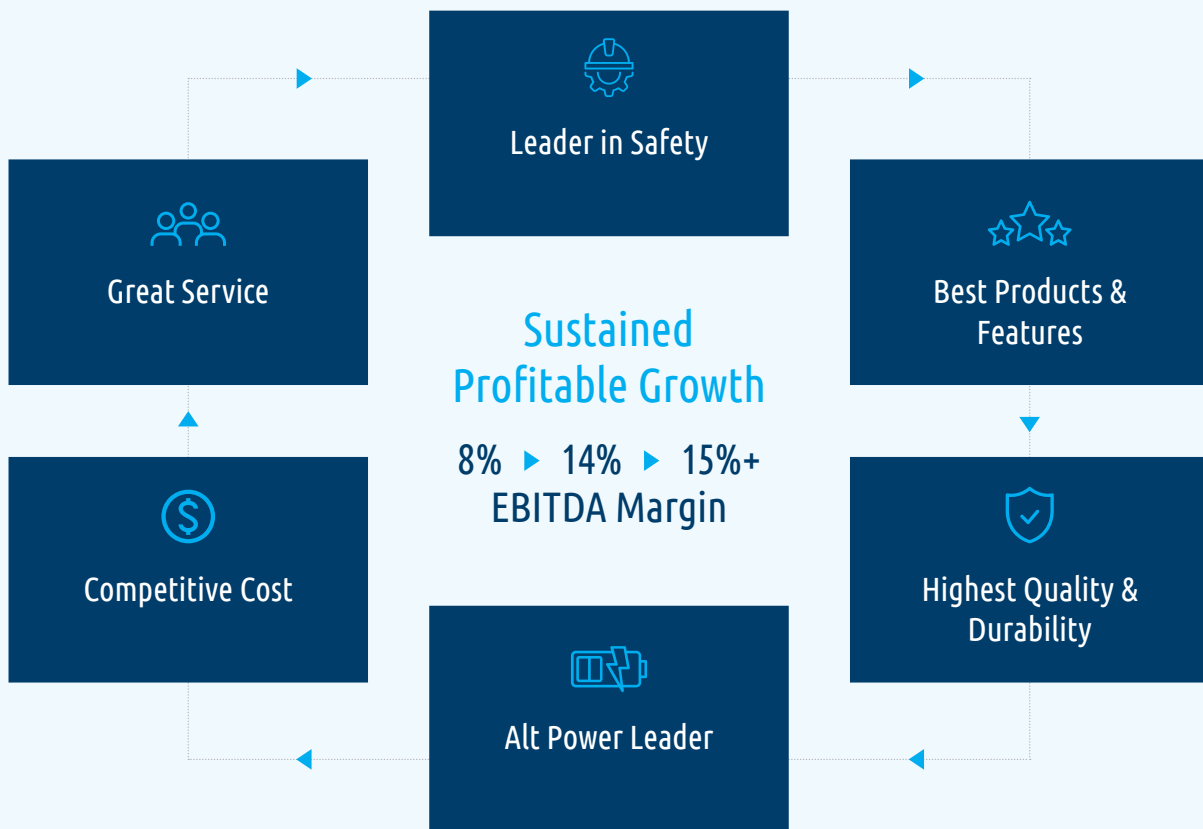 Leader in Safety
Great Service
Best Products &
Features
Sustained
Profitable Growth
8% 14% 15%+
EBITDA Margin
Competitive Cost
Highest Quality &
Durability
Alt Power Leader